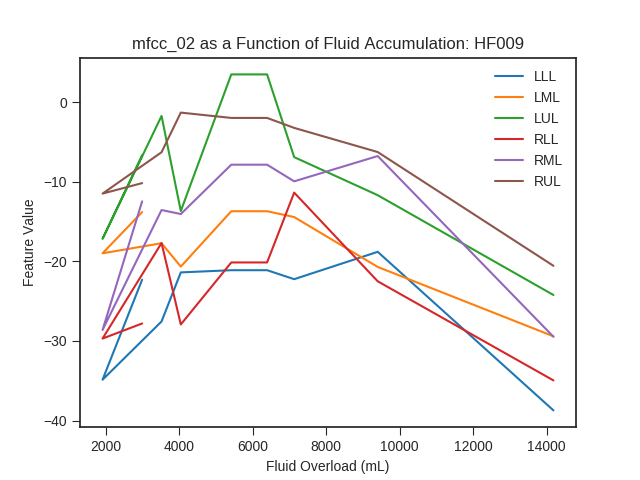 mfcc_02 as a Function of Fluid Accumulation: HF009
LLL
LML
LUL
RLL
RML
RUL
0
−10
−20
−30
−40
Feature Value
2000 4000 6000 8000 10000 12000 14000
Fluid Overload (mL)